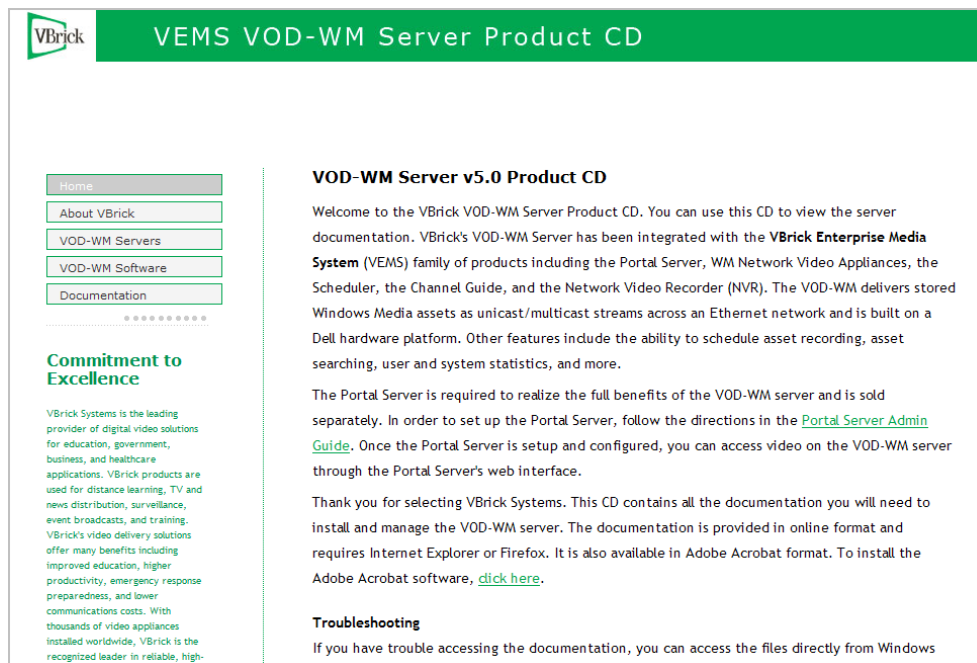 VBrick
VEMS VOD-WM Server Product CD
Home
About VBrick
VOD-WM Servers
VOD-WM Software
Documentation
Commitment to
Excellence
VBrick Systems is the leading
provider of digital video solutions
for education, government,
business, and healthcare
applications. VBrick products are
used for distance learning, TV and
news distribution, surveillance,
event broadcasts, and training.
VBrick's video delivery solutions
offer many benefits including
improved education, higher
productivity, emergency response
preparedness, and lower
communications costs. With
thousands of video appliances
installed worldwide, VBrick is the
recognized leader in reliable, high-
VOD-WM Server v5.0 Product CD
Welcome to the VBrick VOD-WM Server Product CD. You can use this CD to view the server
documentation. VBrick's VOD-WM Server has been integrated with the VBrick Enterprise Media
System (VEMS) family of products including the Portal Server, WM Network Video Appliances, the
Scheduler, the Channel Guide, and the Network Video Recorder (NVR). The VOD-WM delivers stored
Windows Media assets as unicast/multicast streams across an Ethernet network and is built on a
Dell hardware platform. Other features include the ability to schedule asset recording, asset
searching, user and system statistics, and more.
The Portal Server is required to realize the full benefits of the VOD-WM server and is sold
separately. In order to set up the Portal Server, follow the directions in the Portal Server Admin
Guide. Once the Portal Server is setup and configured, you can access video on the VOD-WM server
through the Portal Server's web interface.
Thank you for selecting VBrick Systems. This CD contains all the documentation you will need to
install and manage the VOD-WM server. The documentation is provided in online format and
requires Internet Explorer or Firefox. It is also available in Adobe Acrobat format. To install the
Adobe Acrobat software, click here.
Troubleshooting
If you have trouble accessing the documentation, you can access the files directly from Windows